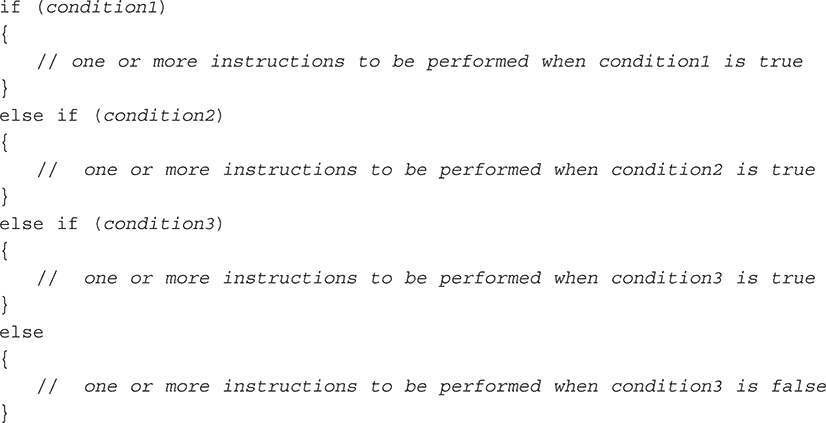 if (condition1)
{
// one or more instructions to be performed when condition1 is true
}
else if (condition2)
{
// one or more instructions to be performed when condition2 is true
}
else if (condition3)
{
// one or more instructions to be performed when condition3 is true
}
else
{
// one or more instructions to be performed when condition3 is false
}